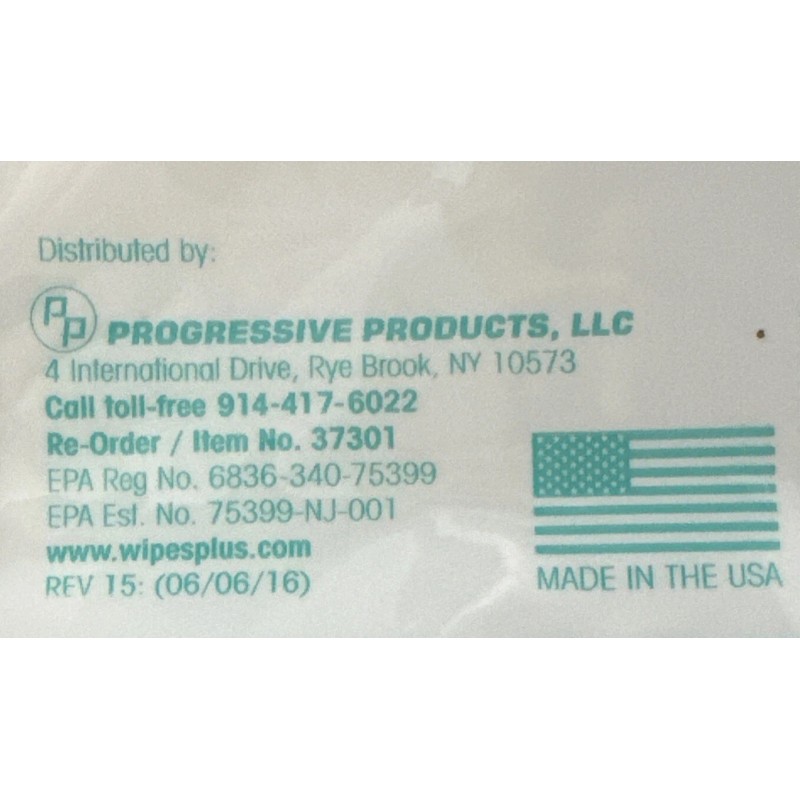 Distributed by:
PP PROGRESSIVE PRODUCTS, LLC
4 International Drive, Rye Brook, NY 10573
Call toll-free 914-417-6022
Re-Order / Item No. 37301
EPA Reg No. 6836-340-75399
EPA Est. No. 75399-NJ-001
www.wipesplus.com
REV 15: (06/06/16)
MADE IN THE USA